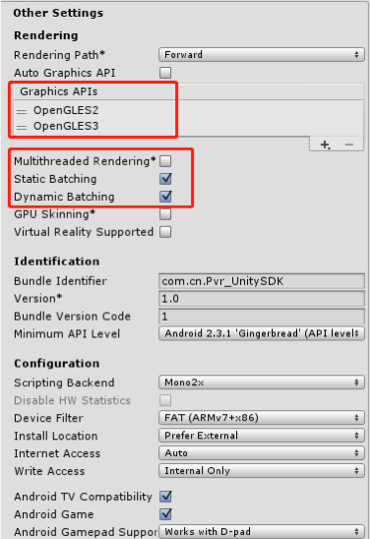 Other Settings
Rendering
Rendering Path* Forward
Auto Graphics API
Graphics APIs
OpenGLES2
OpenGLES3
Multithreaded Rendering*
Static Batching
Dynamic Batching
GPU Skinning*
Virtual Reality Supported
Identification
Bundle Identifier com.cn.Pvr_UnitySDK
Version* 1.0
Bundle Version Code 1
Minimum API Level Android 2.3.1 'Gingerbread' (API level
Configuration
Scripting Backend Mono2x
Disable HW Statistics
Device Filter FAT (ARMv7+x86)
Install Location Prefer External
Internet Access Auto
Write Access Internal Only
Android TV Compatibility
Android Game
Android Gamepad Suppor Works with D-pad